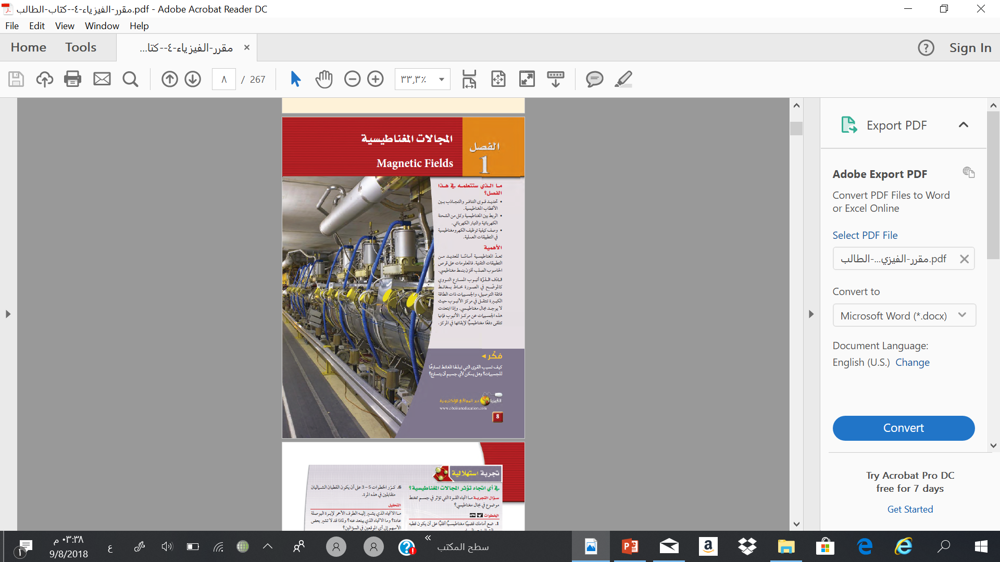 مقرر-الفيزياء-٤--كتاب-الطالب.pdf - Adobe Acrobat Reader DC
File Edit View Window Help
Home Tools
مقرر-الفيزياء-٤--كتا...
Sign In
٨ / 267
٣٣,٣٪
المجالات المغناطيسية
Magnetic Fields
الفصل
1
ما الذي ستتعلمه في هذا
الفصل؟
• تحديد قوى التنافر والتجاذب بين
الأقطاب المغناطيسية.
• الربط بين المغناطيسية وكل من الشحنة
الكهربائية والتيار الكهربائي.
• وصف كيفية توظيف الكهرومغناطيسية
في التطبيقات العملية.
الأهمية
تعدّ المغناطيسية أساسًا للعديد من
التطبيقات التقنية. فالمعلومات على قرص
الحاسوب الصلب تخزن بنمط مغناطيسي.
قاذف الذرّة أنبوب المسارع النووي
كالموضح في الصورة محاط بمغانط
فائقة التوصيل، والجسيمات ذات الطاقة
الكبيرة تنتقل في مركز الأنبوب حيث
لا يوجد مجال مغناطيسي. وإذا ابتعدت
هذه الجسيمات عن مركز الأنبوب فإنها
تتلقى دفعًا مغناطيسيًّا لإبقائها في المركز.
فكّر ◄
كيف تسبب القوى التي تبذلها المغانط تسارعًا
للجسيمات؟ وهل يمكن لأي جسيم أن يتسارع؟
الفيزياء عبر المواقع الإلكترونية
www.obeikaneducation.com
8
تجربة استهلالية
في أي اتجاه تؤثر المجالات المغناطيسية؟
سؤال التجربة ما اتجاه القوة التي تؤثر في جسم ممغنط
موضوع في مجال مغناطيسي؟
الخطوات
1. ضع أمامك قضيبًا مغناطيسيًّا أفقيًّا على أن يكون قطبه
6. كرّر الخطوات 5 – 3 على أن يكون القطبان الشماليان
متقابلين في هذه المرة.
التحليل
ما الاتجاه الذي يشير إليه الطرف الأحمر لإبرة البوصلة
عادة؟ وما الاتجاه الذي يبتعد عنه؟ ولماذا قد لا تشير بعض
الأسهم إلى أي الموقعين في السؤالين؟
Export PDF
Adobe Export PDF
Convert PDF Files to Word
or Excel Online
Select PDF File
مقرر-الفيزي...-الطالب.pdf
Convert to
Microsoft Word (*.docx)
Document Language:
English (U.S.) Change
Convert
Try Acrobat Pro DC
free for 7 days
Get Started
٠٣:٣٨ م
9/8/2018
١
ع
سطح المكتب